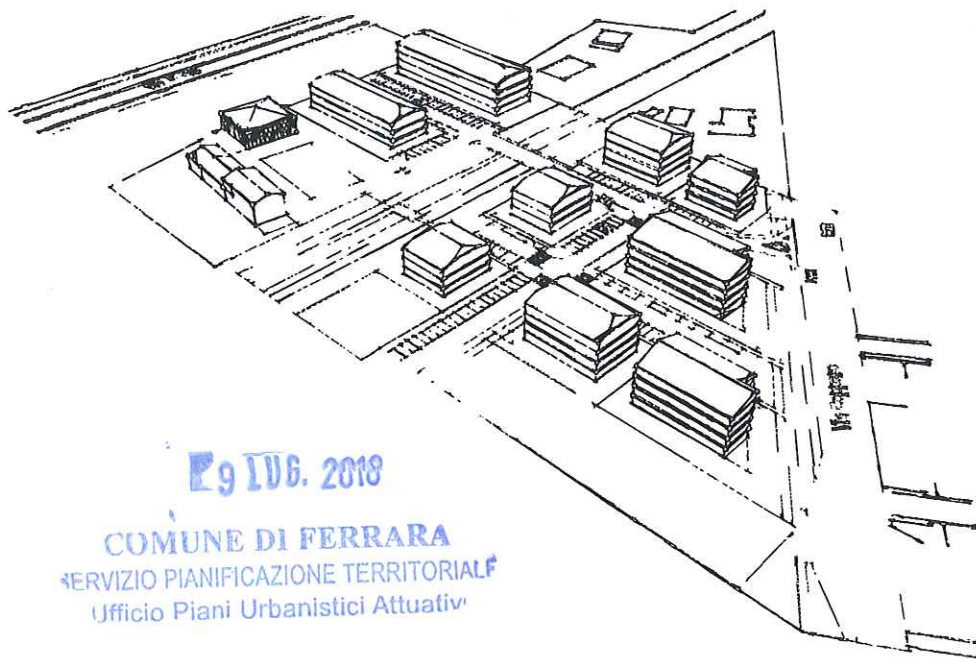 9 LUG. 2018
COMUNE DI FERRARA
SERVIZIO PIANIFICAZIONE TERRITORIALE
Ufficio Piani Urbanistici Attuativi